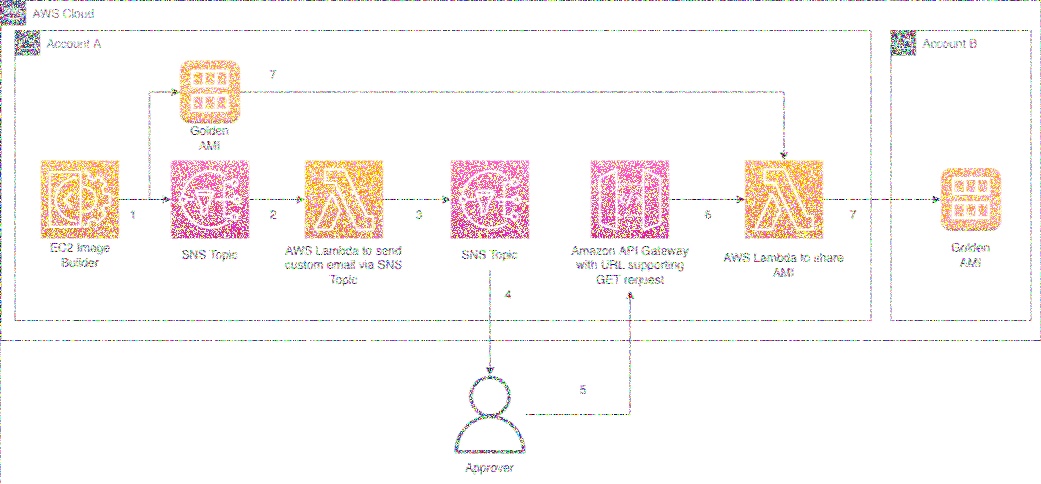 AWS Cloud
Account A
Account B
7
Golden
AMI
1
2
3
6
7
EC2 Image
Builder
SNS Topic
AWS Lambda to send
custom email via SNS
Topic
SNS Topic
Amazon API Gateway
with URL supporting
GET request
AWS Lambda to share
AMI
Golden
AMI
4
5
Approver